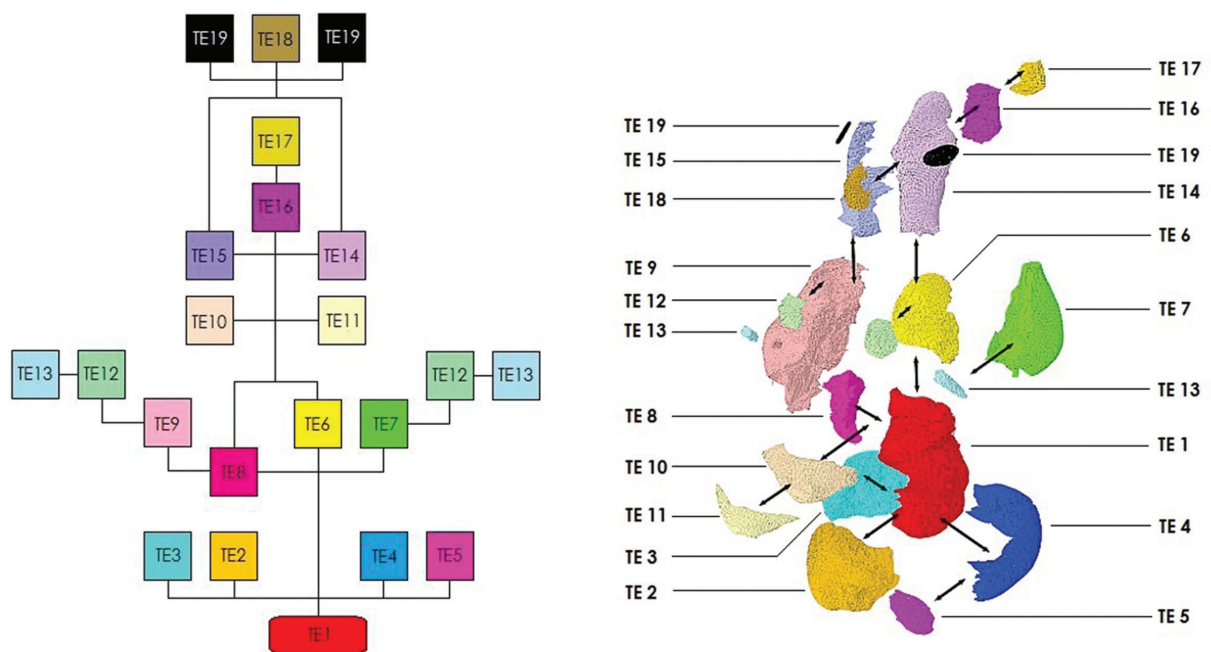 TE19 TE18 TE19
TE17
TE16
TE15 TE14
TE10 TE11
TE13 TE12 TE12 TE13
TE9 TE6 TE7
TE8
TE3 TE2 TE4 TE5
TE1
TE 17
TE 16
TE 19
TE 19
TE 15
TE 14
TE 18
TE 6
TE 9
TE 12
TE 7
TE 13
TE 13
TE 8
TE 1
TE 10
TE 11
TE 4
TE 3
TE 2
TE 5